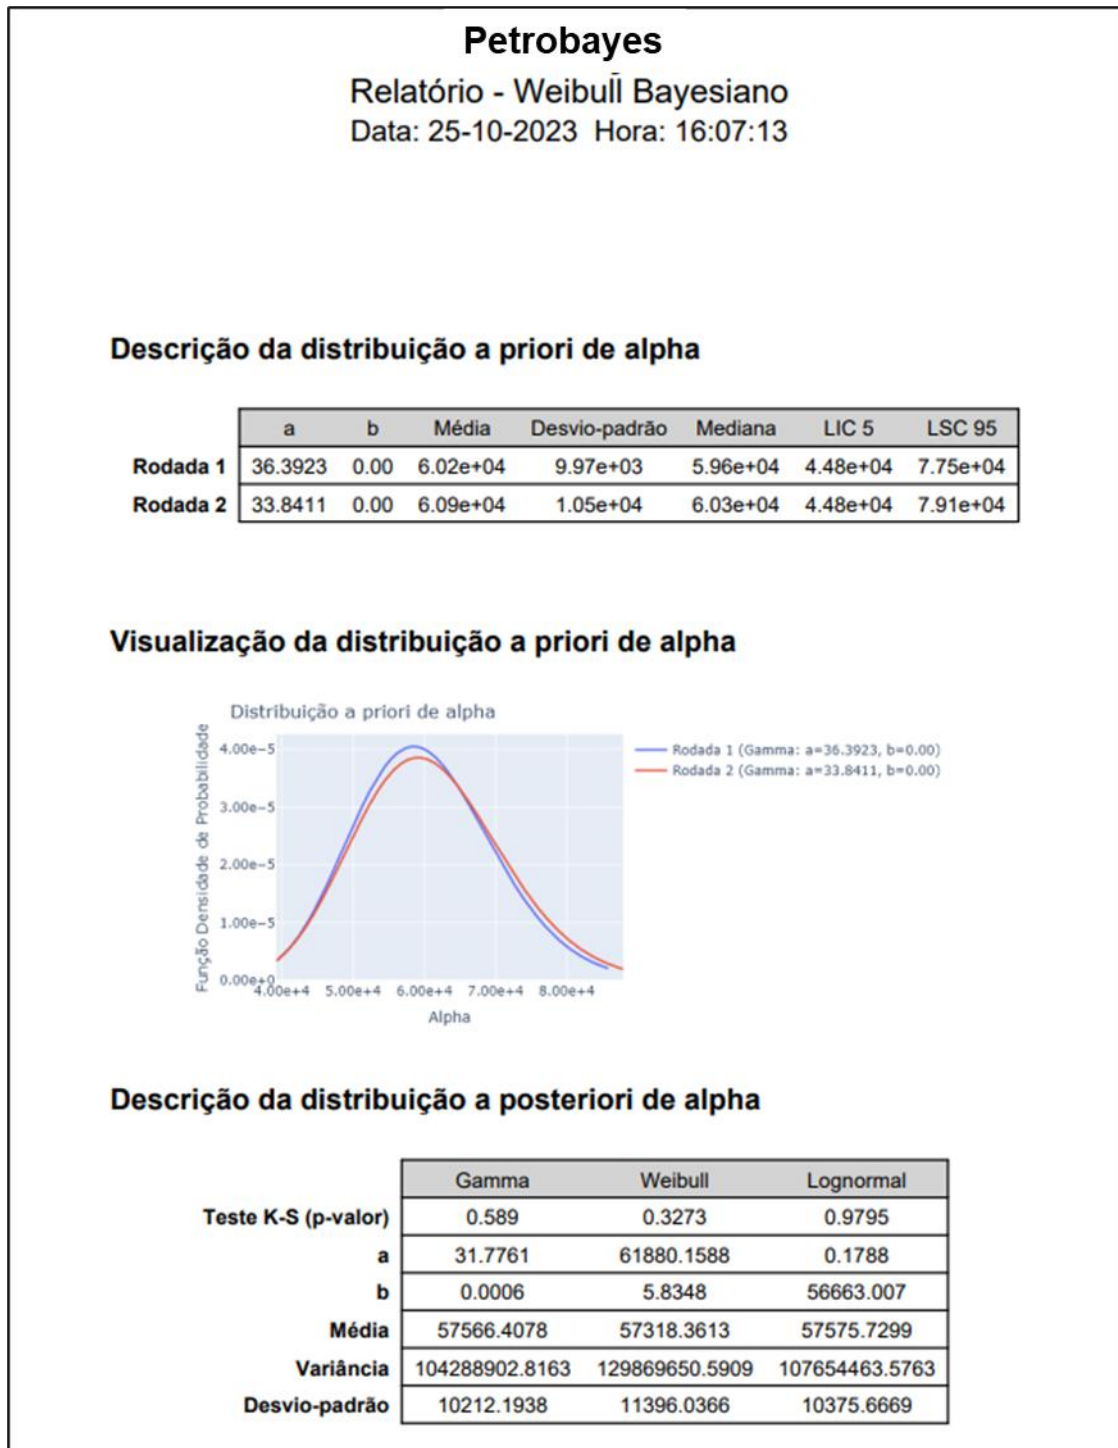 Petrobayes
Relatório - Weibull Bayesiano
Data: 25-10-2023 Hora: 16:07:13
Descrição da distribuição a priori de alpha
a b Média Desvio-padrão Mediana LIC 5 LSC 95
Rodada 1 36.3923 0.00 6.02e+04 9.97e+03 5.96e+04 4.48e+04 7.75e+04
Rodada 2 33.8411 0.00 6.09e+04 1.05e+04 6.03e+04 4.48e+04 7.91e+04
Visualização da distribuição a priori de alpha
Distribuição a priori de alpha
Função Densidade de Probabilidade
4.00e−5
3.00e−5
2.00e−5
1.00e−5
0.00e+0
4.00e+4 5.00e+4 6.00e+4 7.00e+4 8.00e+4
Alpha
Rodada 1 (Gamma: a=36.3923, b=0.00)
Rodada 2 (Gamma: a=33.8411, b=0.00)
Descrição da distribuição a posteriori de alpha
Gamma Weibull Lognormal
Teste K-S (p-valor) 0.589 0.3273 0.9795
a 31.7761 61880.1588 0.1788
b 0.0006 5.8348 56663.007
Média 57566.4078 57318.3613 57575.7299
Variância 104288902.8163 129869650.5909 107654463.5763
Desvio-padrão 10212.1938 11396.0366 10375.6669